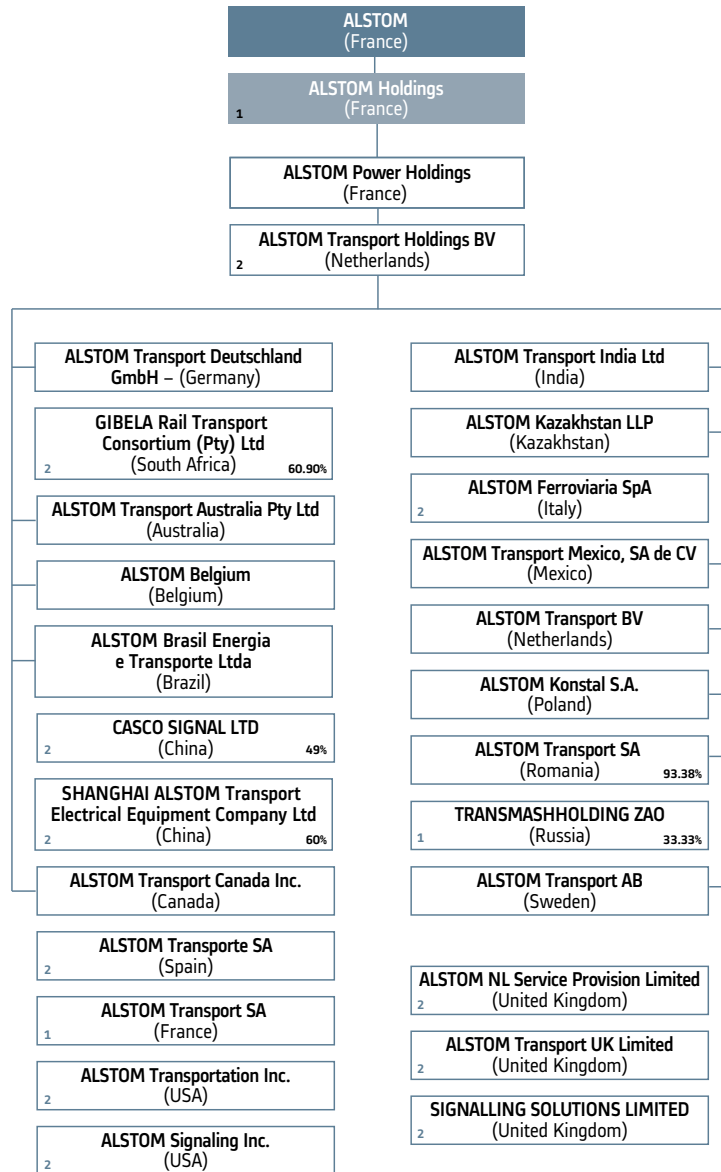 ALSTOM
(France)
ALSTOM Holdings
(France)
1
ALSTOM Power Holdings
(France)
ALSTOM Transport Holdings BV
(Netherlands)
2
ALSTOM Transport Deutschland
GmbH – (Germany)
GIBELA Rail Transport
Consortium (Pty) Ltd
2 (South Africa) 60.90%
ALSTOM Transport Australia Pty Ltd
(Australia)
ALSTOM Belgium
(Belgium)
ALSTOM Brasil Energia
e Transporte Ltda
(Brazil)
CASCO SIGNAL LTD
2 (China) 49%
SHANGHAI ALSTOM Transport
Electrical Equipment Company Ltd
2 (China) 60%
ALSTOM Transport Canada Inc.
(Canada)
ALSTOM Transporte SA
2 (Spain)
ALSTOM Transport SA
1 (France)
ALSTOM Transportation Inc.
2 (USA)
ALSTOM Signaling Inc.
2 (USA)
ALSTOM Transport India Ltd
(India)
ALSTOM Kazakhstan LLP
(Kazakhstan)
ALSTOM Ferroviaria SpA
2 (Italy)
ALSTOM Transport Mexico, SA de CV
(Mexico)
ALSTOM Transport BV
(Netherlands)
ALSTOM Konstal S.A.
(Poland)
ALSTOM Transport SA
(Romania) 93.38%
TRANSMASHHOLDING ZAO
1 (Russia) 33.33%
ALSTOM Transport AB
(Sweden)
ALSTOM NL Service Provision Limited
2 (United Kingdom)
ALSTOM Transport UK Limited
2 (United Kingdom)
SIGNALLING SOLUTIONS LIMITED
2 (United Kingdom)